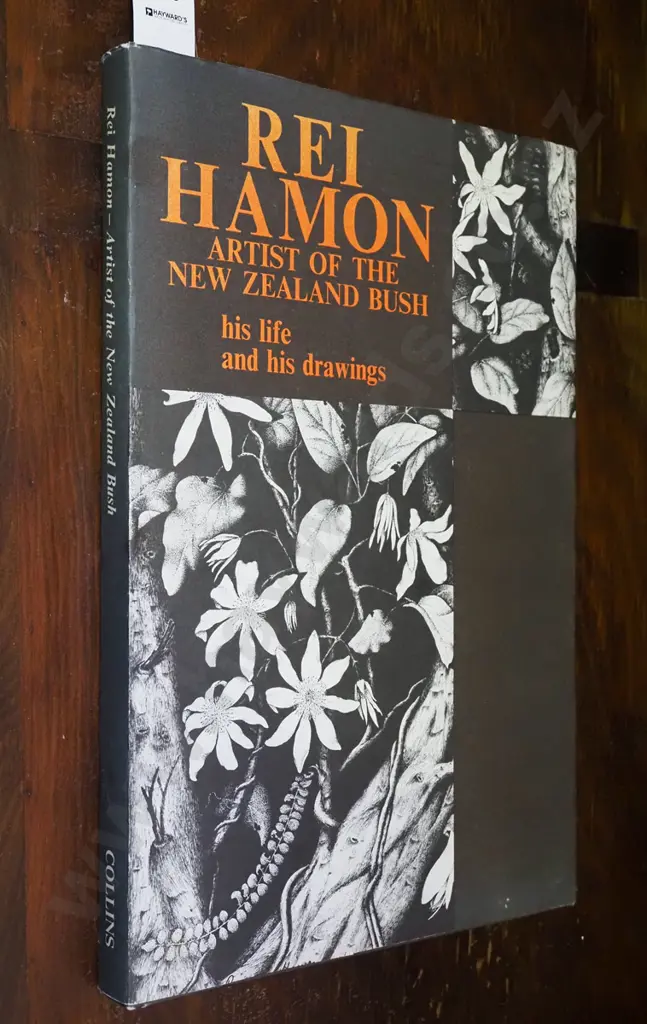 HAYWARD'S
REI
HAMON
ARTIST OF THE
NEW ZEALAND BUSH
his life
and his drawings
Rei Hamon – Artist of the New Zealand Bush
COLLINS